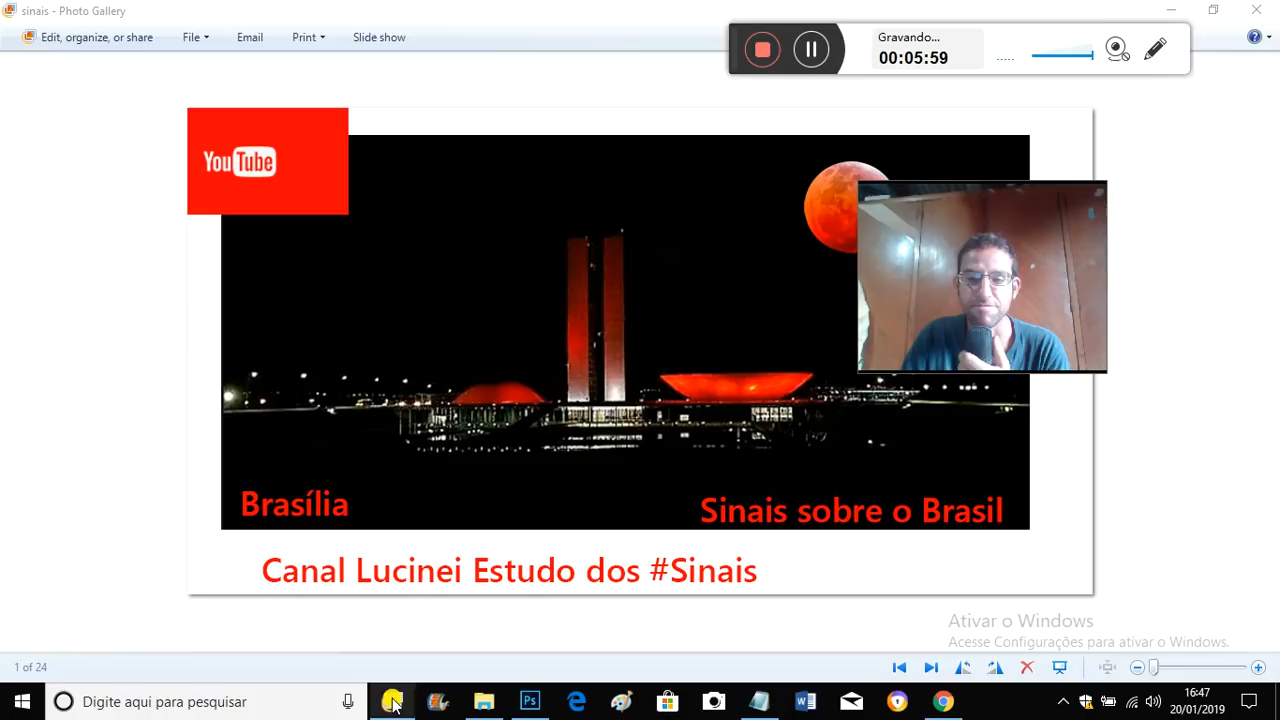 sinais - Photo Gallery
Edit, organize, or share
File
Email
Print
Slide show
Gravando...
00:05:59
YouTube
Brasília
Sinais sobre o Brasil
Canal Lucinei Estudo dos #Sinais
Ativar o Windows
Acesse Configurações para ativar o Windows.
1 of 24
Digite aqui para pesquisar
Ps
16:47
20/01/2019